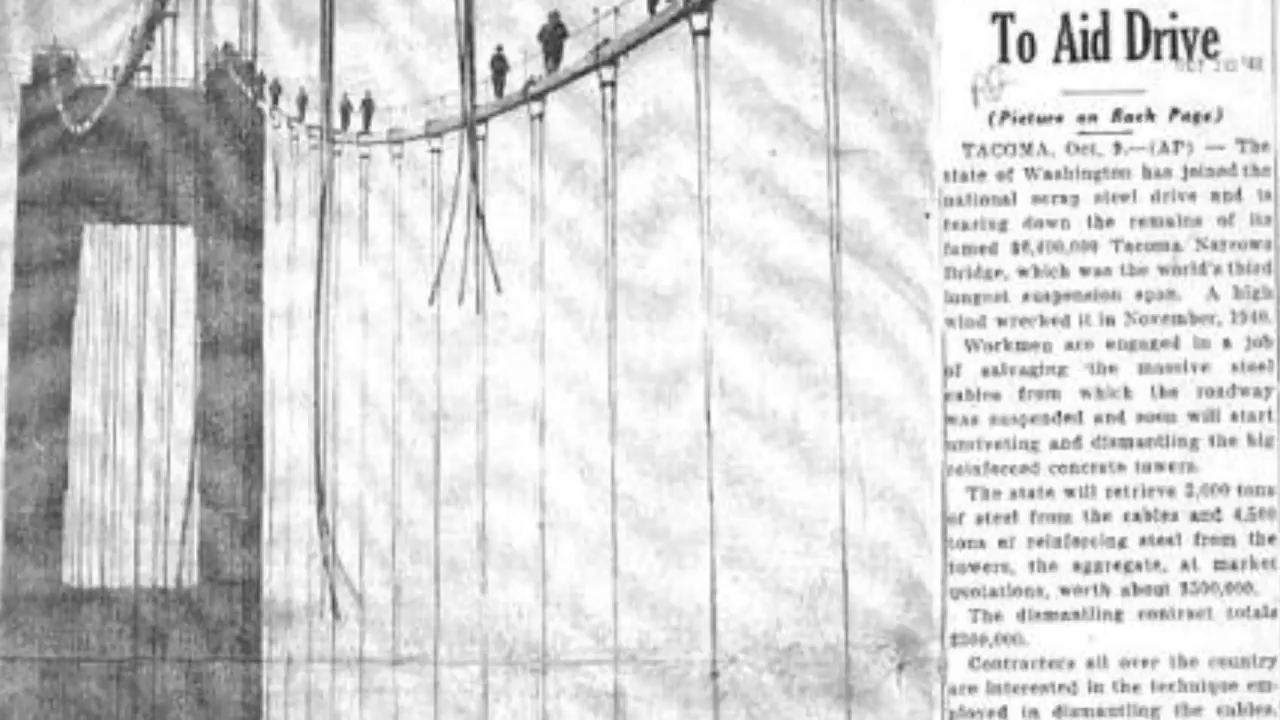 To Aid Drive
(Picture on Back Page)
TACOMA, Oct. 9.—(AP) — The
state of Washington has joined the
national scrap steel drive and is
tearing down the remains of its
famed $6,400,000 Tacoma Narrows
Bridge, which was the world's third
longest suspension span. A high
wind wrecked it in November, 1940.
Workmen are engaged in a job
of salvaging the massive steel
cables from which the roadway
was suspended and soon will start
unriveting and dismantling the big
reinforced concrete towers.
The state will retrieve tons
of steel from the cables and 4,500
tons of reinforcing steel from the
towers, the aggregate, at market
quotations, worth about
The dismantling contract totals
Contractors all over the country
are interested in the technique em-
ployed in dismantling the cables.